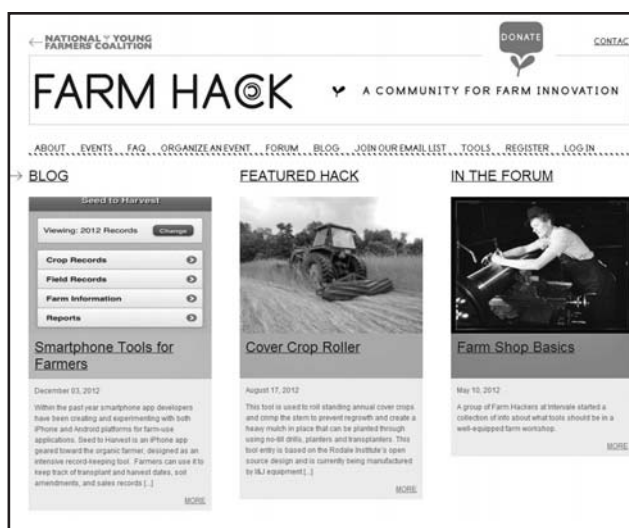 ← NATIONAL YOUNG
FARMERS' COALITION
DONATE
CONTAC
FARM HACK
A COMMUNITY FOR FARM INNOVATION
ABOUT EVENTS FAQ ORGANIZE AN EVENT FORUM BLOG JOIN OUR EMAIL LIST TOOLS REGISTER LOG IN
→ BLOG
Seed to Harvest
Viewing: 2012 Records Change
Crop Records
Field Records
Farm Information
Reports
Smartphone Tools for
Farmers
December 03, 2012
Within the past year smartphone app developers
have been creating and experimenting with both
iPhone and Android platforms for farm-use
applications. Seed to Harvest is an iPhone app
geared toward the organic farmer, designed as an
intensive record-keeping tool. Farmers can use it to
keep track of transplant and harvest dates, soil
amendments, and sales records [...]
MORE
FEATURED HACK
Cover Crop Roller
August 17, 2012
This tool is used to roll standing annual cover crops
and crimp the stem to prevent regrowth and create a
heavy mulch in place that can be planted through
using no-till drills, planters and transplanters. This
tool entry is based on the Rodale Institute's open
source design and is currently being manufactured
by I&J equipment [...]
MORE
IN THE FORUM
Farm Shop Basics
May 10, 2012
A group of Farm Hackers at Intervale started a
collection of info about what tools should be in a
well-equipped farm workshop.
MORE